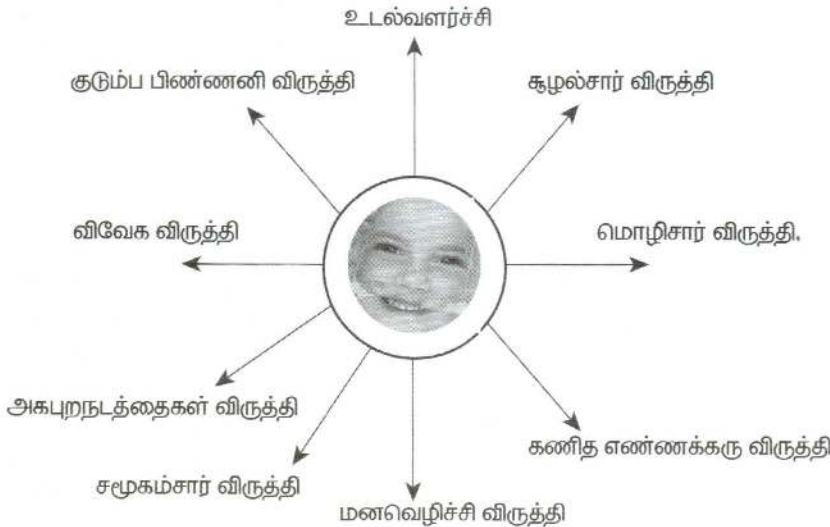 உடல்வளர்ச்சி
குடும்ப பிண்ணனி விருத்தி
சூழல்சார் விருத்தி
விவேக விருத்தி
மொழிசார் விருத்தி.
அகபுறநடத்தைகள் விருத்தி
கணித எண்ணக்கரு விருத்தி
சமூகம்சார் விருத்தி
மனவெழிச்சி விருத்தி